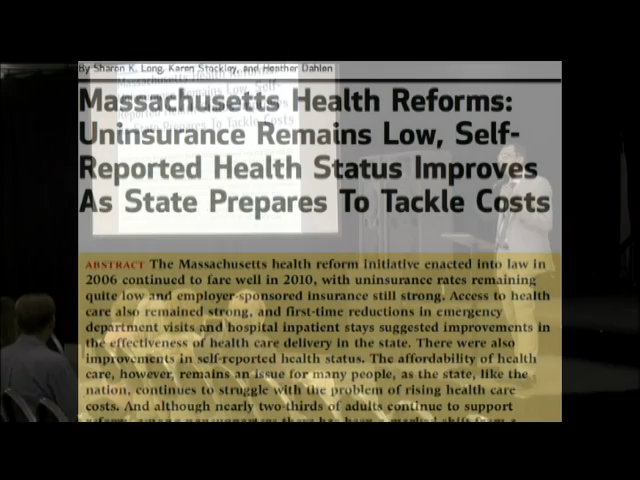 By Sharon K. Long, Karen Stockley, and Heather Dahlen
Massachusetts Health Reforms:
Uninsurance Remains Low, Self-
Reported Health Status Improves
As State Prepares To Tackle Costs
ABSTRACT The Massachusetts health reform initiative enacted into law in
2006 continued to fare well in 2010, with uninsurance rates remaining
quite low and employer-sponsored insurance still strong. Access to health
care also remained strong, and first-time reductions in emergency
department visits and hospital inpatient stays suggested improvements in
the effectiveness of health care delivery in the state. There were also
improvements in self-reported health status. The affordability of health
care, however, remains an issue for many people, as the state, like the
nation, continues to struggle with the problem of rising health care
costs. And although nearly two-thirds of adults continue to support